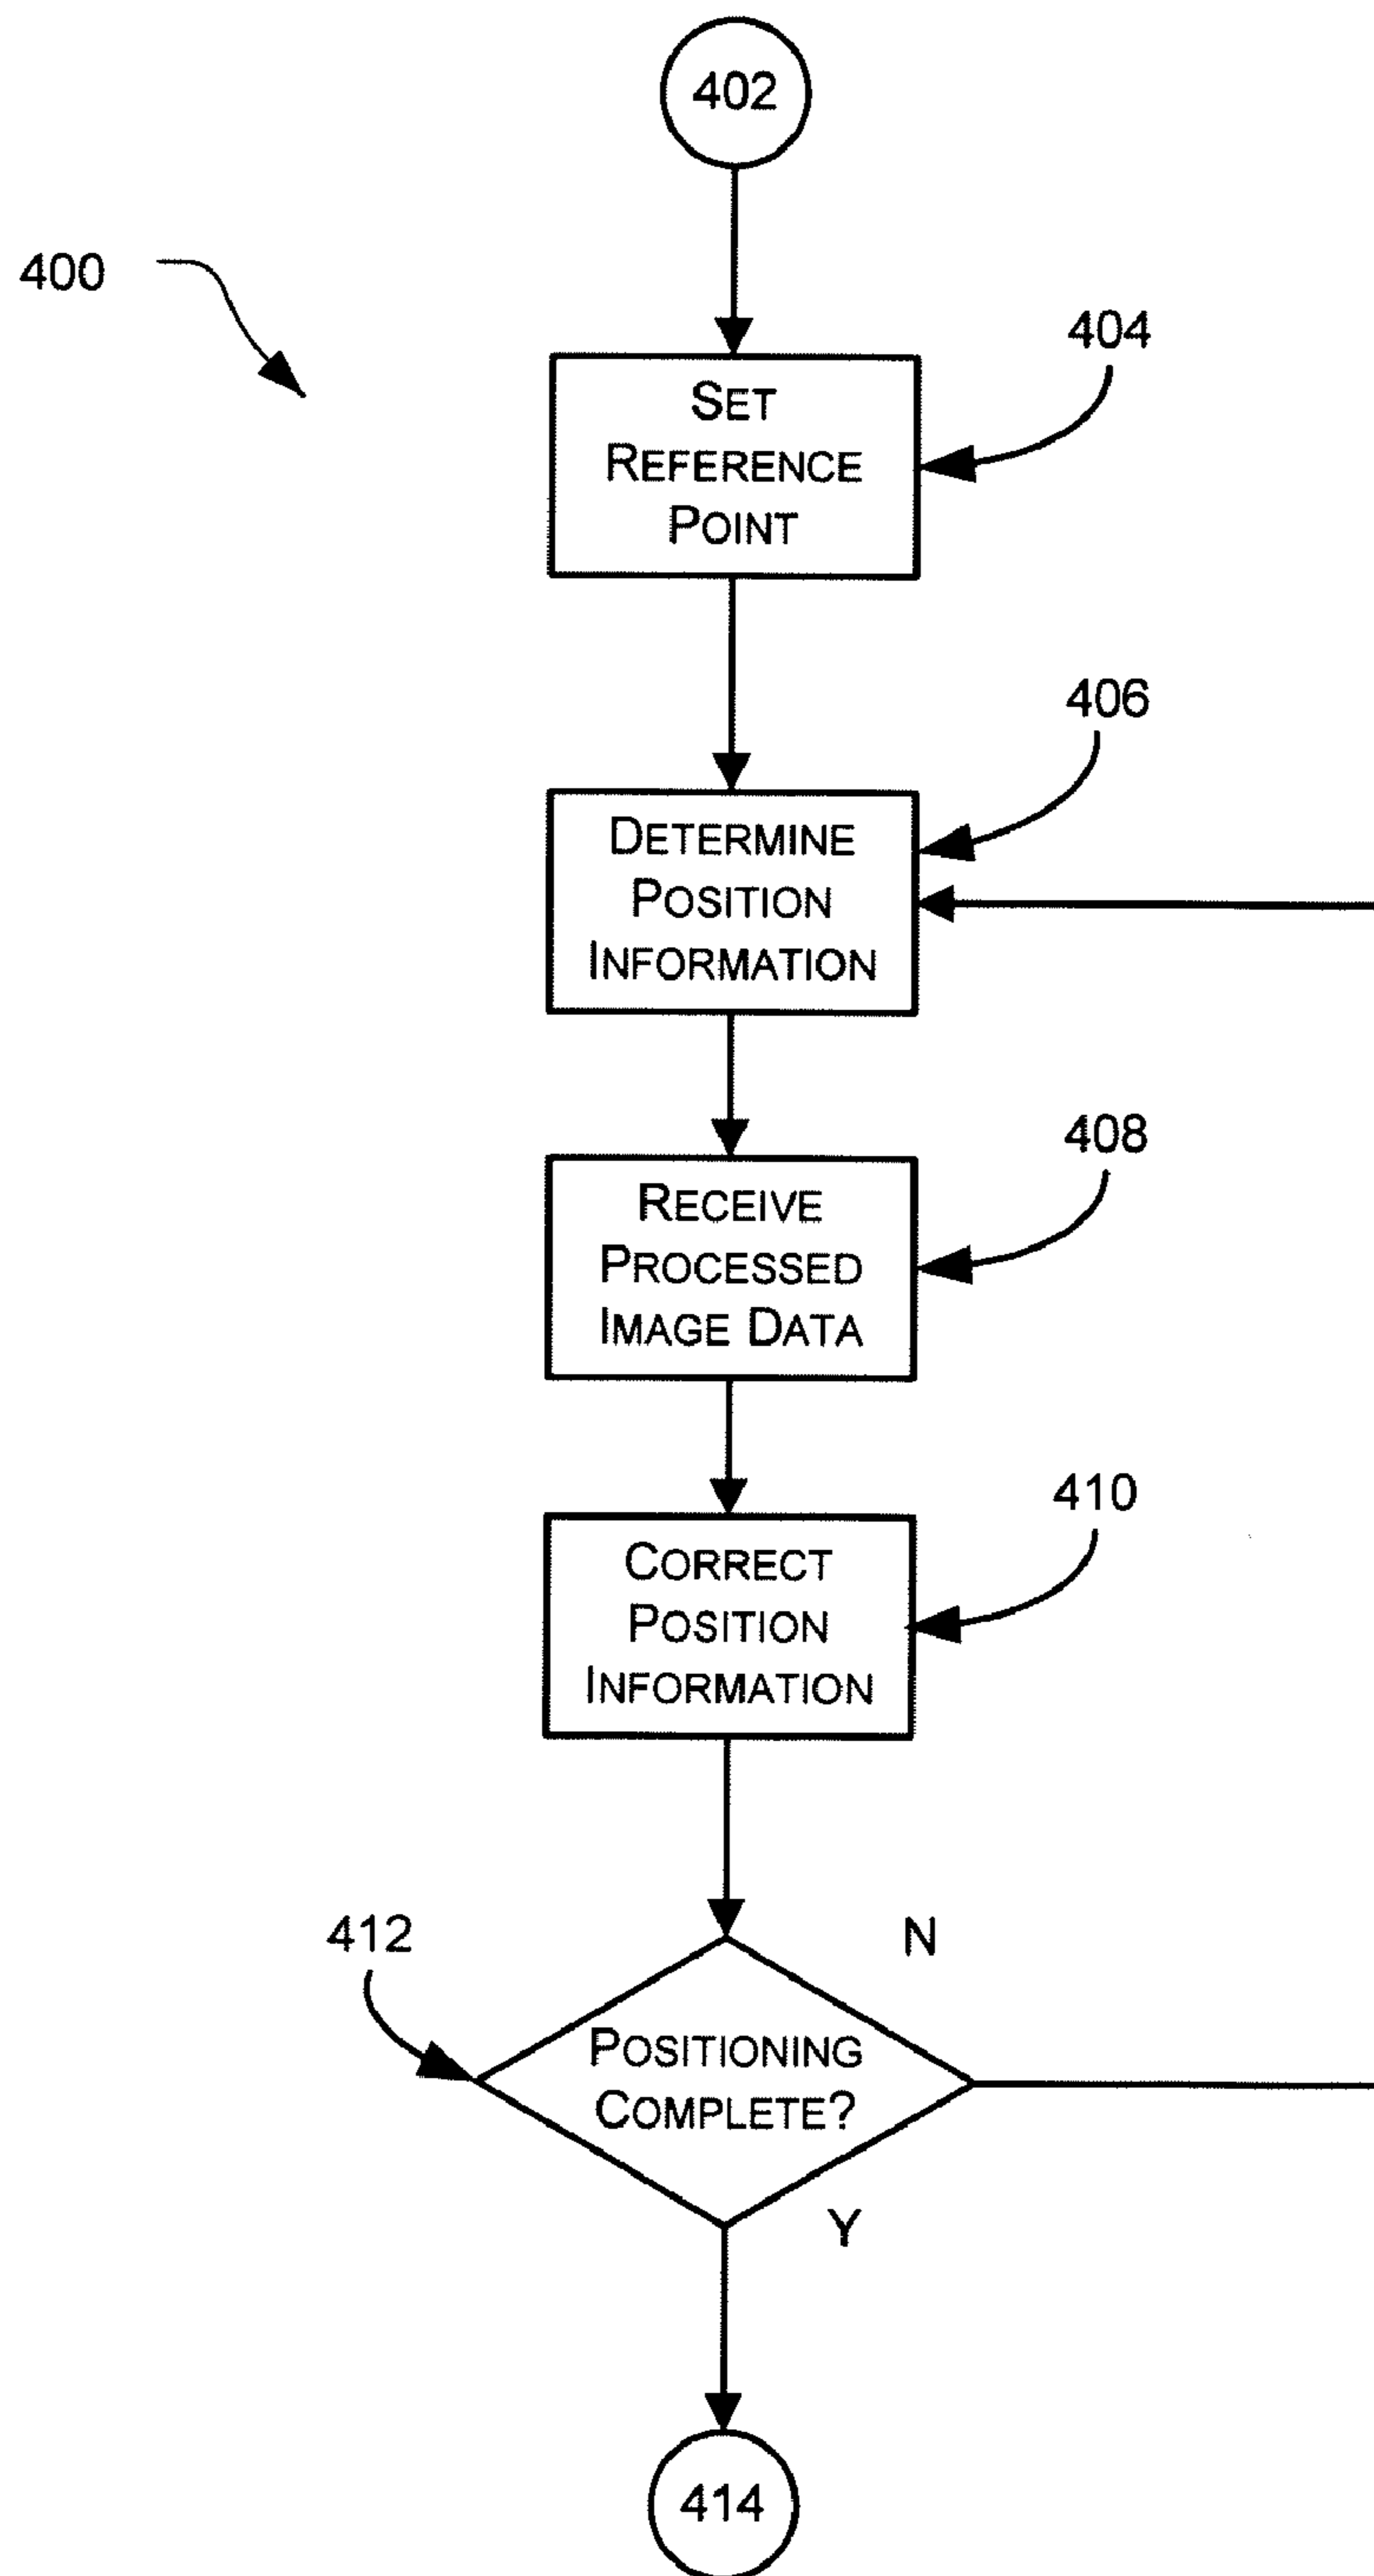 402
400
404
SET
REFERENCE
POINT
406
DETERMINE
POSITION
INFORMATION
408
RECEIVE
PROCESSED
IMAGE DATA
410
CORRECT
POSITION
INFORMATION
412
N
POSITIONING
COMPLETE?
Y
414